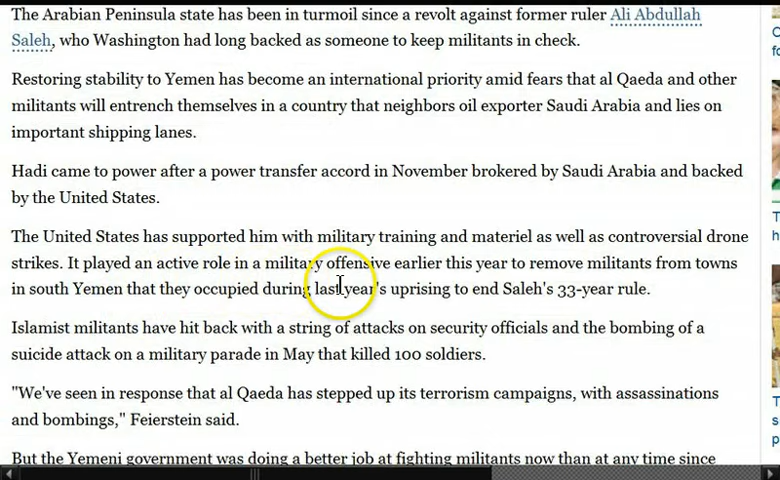 The Arabian Peninsula state has been in turmoil since a revolt against former ruler Ali Abdullah
Saleh, who Washington had long backed as someone to keep militants in check.
Restoring stability to Yemen has become an international priority amid fears that al Qaeda and other
militants will entrench themselves in a country that neighbors oil exporter Saudi Arabia and lies on
important shipping lanes.
Hadi came to power after a power transfer accord in November brokered by Saudi Arabia and backed
by the United States.
The United States has supported him with military training and materiel as well as controversial drone
strikes. It played an active role in a military offensive earlier this year to remove militants from towns
in south Yemen that they occupied during last year's uprising to end Saleh's 33-year rule.
Islamist militants have hit back with a string of attacks on security officials and the bombing of a
suicide attack on a military parade in May that killed 100 soldiers.
"We've seen in response that al Qaeda has stepped up its terrorism campaigns, with assassinations
and bombings," Feierstein said.
But the Yemeni government was doing a better job at fighting militants now than at any time since